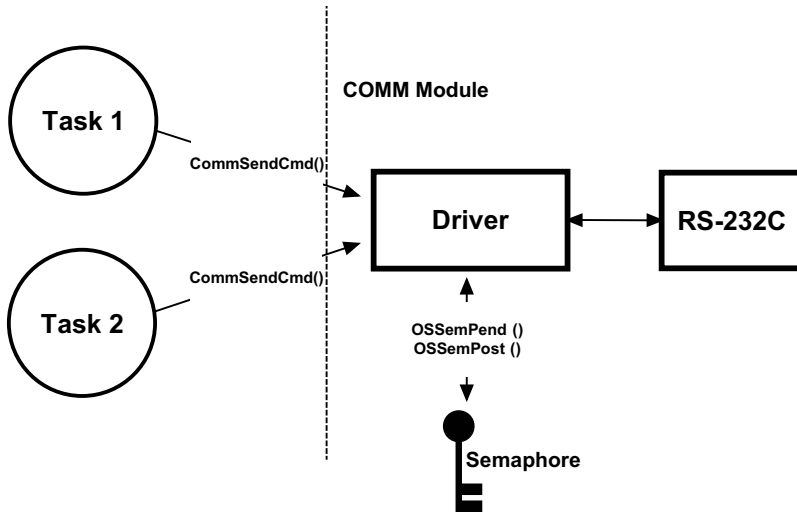 COMM Module
Task 1
CommSendCmd()
Driver
RS-232C
CommSendCmd()
Task 2
OSSemPend ()
OSSemPost ()
Semaphore